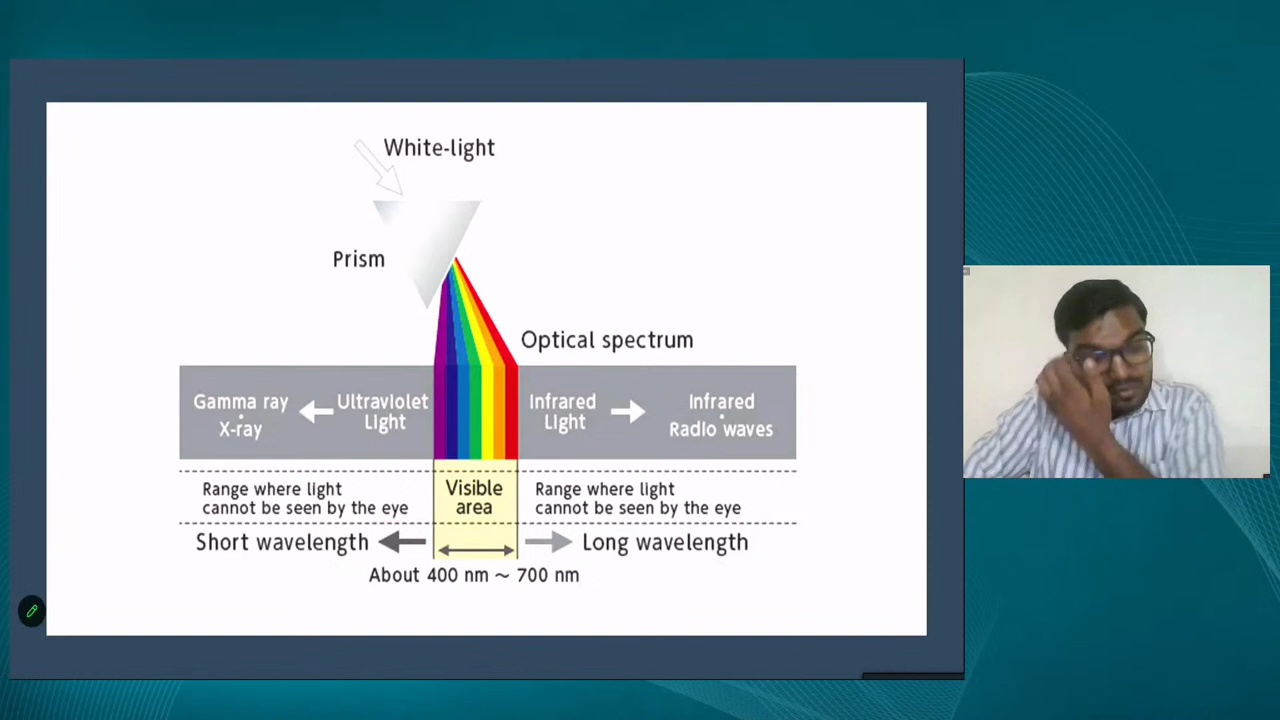 White-light
Prism
Optical spectrum
Gamma ray
X-ray
Ultraviolet
Light
Infrared
Light
Infrared
Radio waves
Range where light
cannot be seen by the eye
Visible
area
Range where light
cannot be seen by the eye
Short wavelength
Long wavelength
About 400 nm ～ 700 nm